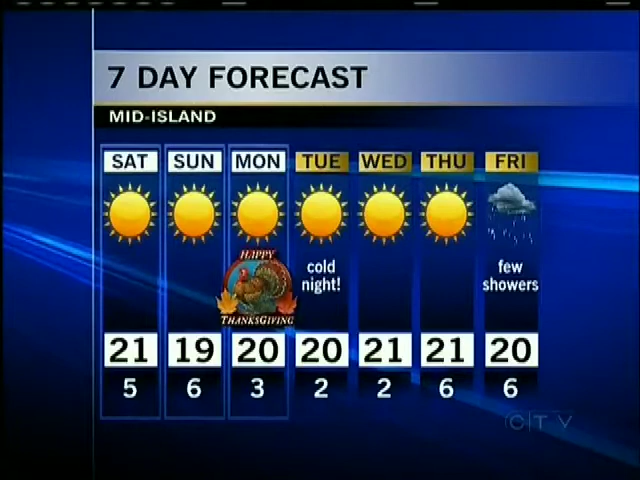 7 DAY FORECAST
MID-ISLAND
SAT SUN MON TUE WED THU FRI
HAPPY
THANKSGIVING
cold
night!
few
showers
21 19 20 20 21 21 20
5 6 3 2 2 6 6
CTV